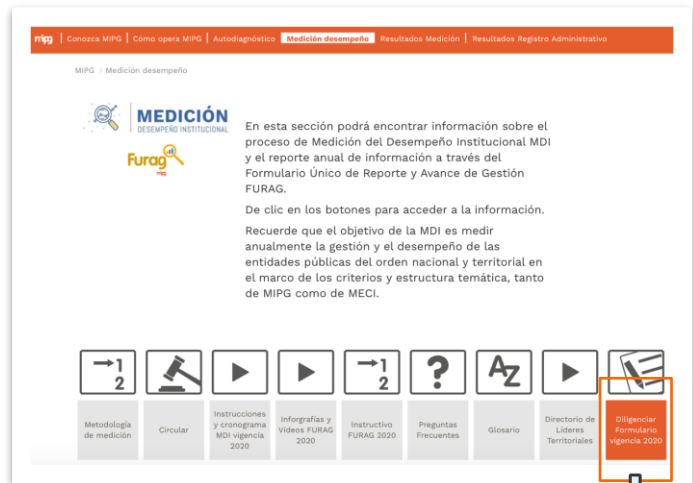 mipg | Conozca MIPG | Cómo opera MIPG | Autodiagnóstico Medición desempeño Resultados Medición | Resultados Registro Administrativo
MIPG > Medición desempeño
MEDICIÓN
DESEMPEÑO INSTITUCIONAL
Furag
mipg
En esta sección podrá encontrar información sobre el
proceso de Medición del Desempeño Institucional MDI
y el reporte anual de información a través del
Formulario Único de Reporte y Avance de Gestión
FURAG.
De clic en los botones para acceder a la información.
Recuerde que el objetivo de la MDI es medir
anualmente la gestión y el desempeño de las
entidades públicas del orden nacional y territorial en
el marco de los criterios y estructura temática, tanto
de MIPG como de MECI.
1
2
1
2
?
AZ
Metodología
de medición
Circular
Instrucciones
y cronograma
MDI vigencia
2020
Inforgrafías y
Videos FURAG
2020
Instructivo
FURAG 2020
Preguntas
Frecuentes
Glosario
Directorio de
Líderes
Territoriales
Diligenciar
Formulario
vigencia 2020